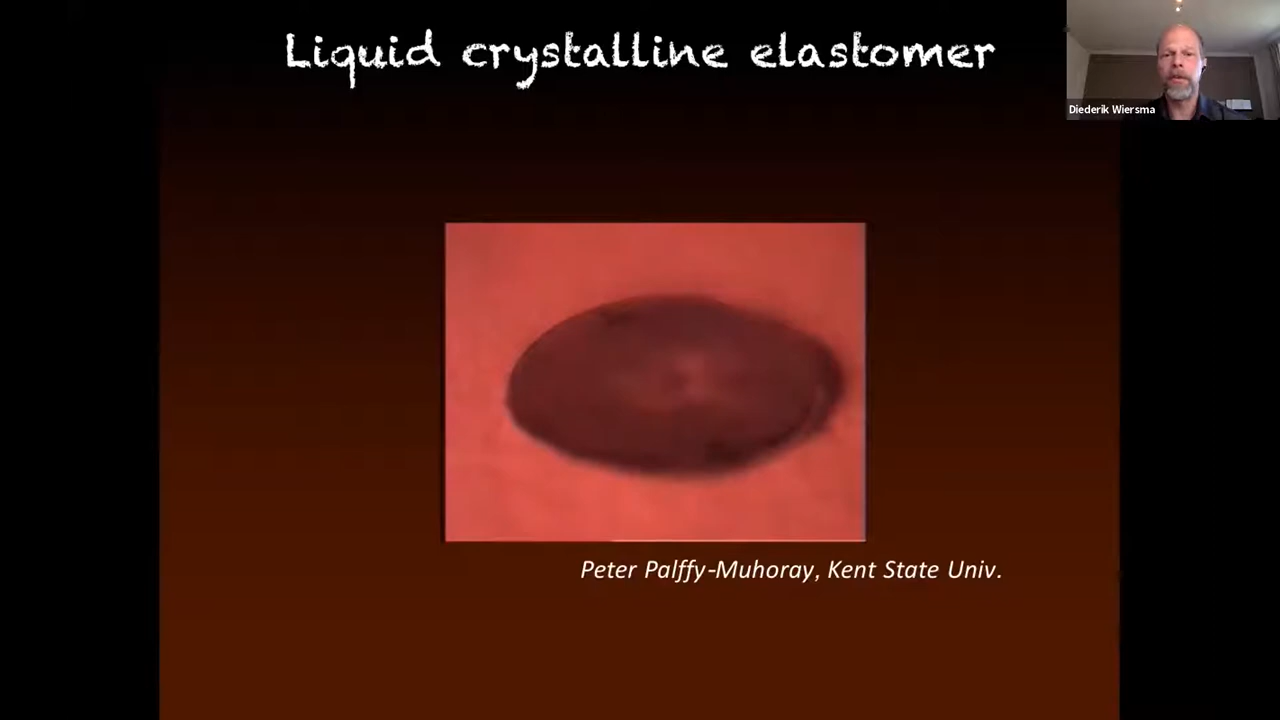 Liquid crystalline elastomer
Diederik Wiersma
Peter Palffy-Muhoray, Kent State Univ.